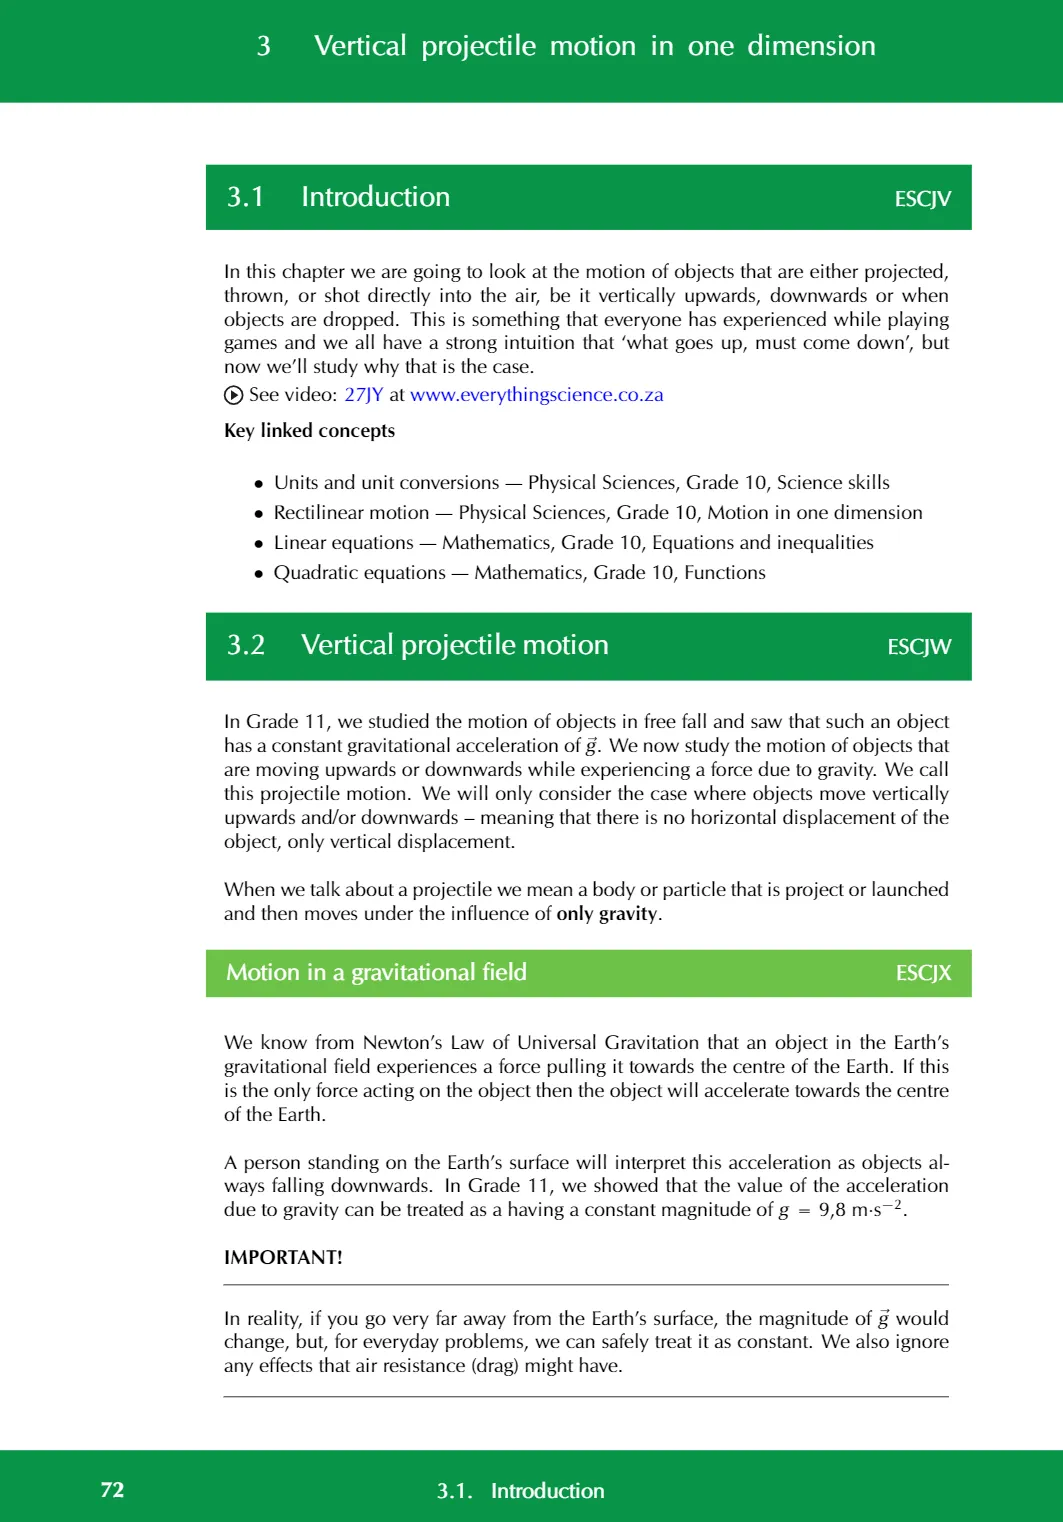 3 Vertical projectile motion in one dimension
3.1 Introduction ESCJV
In this chapter we are going to look at the motion of objects that are either projected,
thrown, or shot directly into the air, be it vertically upwards, downwards or when
objects are dropped. This is something that everyone has experienced while playing
games and we all have a strong intuition that ‘what goes up, must come down’, but
now we’ll study why that is the case.
See video: 27JY at www.everythingscience.co.za
Key linked concepts
• Units and unit conversions — Physical Sciences, Grade 10, Science skills
• Rectilinear motion — Physical Sciences, Grade 10, Motion in one dimension
• Linear equations — Mathematics, Grade 10, Equations and inequalities
• Quadratic equations — Mathematics, Grade 10, Functions
3.2 Vertical projectile motion ESCJW
In Grade 11, we studied the motion of objects in free fall and saw that such an object
has a constant gravitational acceleration of g⃗. We now study the motion of objects that
are moving upwards or downwards while experiencing a force due to gravity. We call
this projectile motion. We will only consider the case where objects move vertically
upwards and/or downwards – meaning that there is no horizontal displacement of the
object, only vertical displacement.
When we talk about a projectile we mean a body or particle that is project or launched
and then moves under the influence of only gravity.
Motion in a gravitational field ESCJX
We know from Newton’s Law of Universal Gravitation that an object in the Earth’s
gravitational field experiences a force pulling it towards the centre of the Earth. If this
is the only force acting on the object then the object will accelerate towards the centre
of the Earth.
A person standing on the Earth’s surface will interpret this acceleration as objects al-
ways falling downwards. In Grade 11, we showed that the value of the acceleration
due to gravity can be treated as a having a constant magnitude of g = 9,8 m·s⁻².
IMPORTANT!
In reality, if you go very far away from the Earth’s surface, the magnitude of g⃗ would
change, but, for everyday problems, we can safely treat it as constant. We also ignore
any effects that air resistance (drag) might have.
72 3.1. Introduction